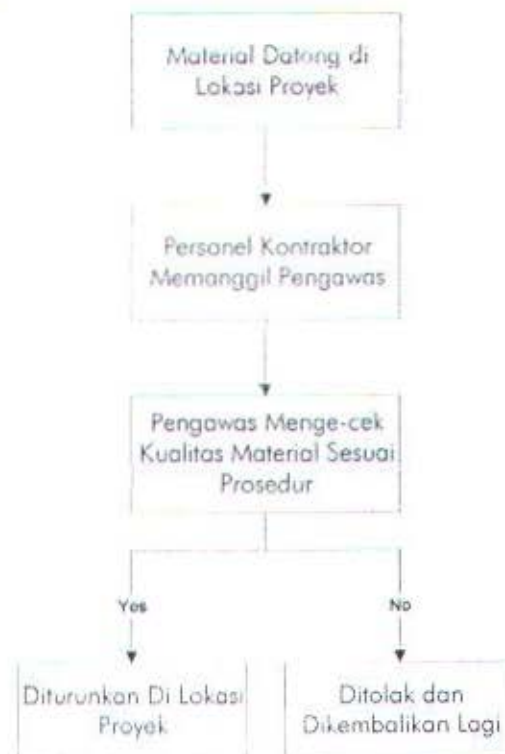 Material Datang di
Lokasi Proyek
Personel Kontraktor
Memanggil Pengawas
Pengawas Menge-cek
Kualitas Material Sesuai
Prosedur
Yes
No
Diturunkan Di Lokasi
Proyek
Ditolak dan
Dikembalikan Lagi